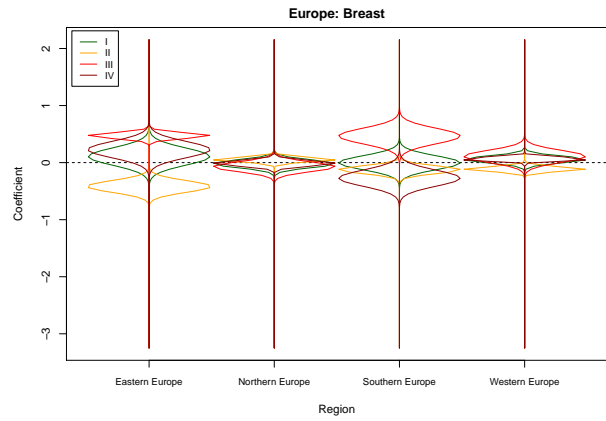 Europe: Breast
I
II
III
IV
2
1
0
-1
-2
-3
Coefficient
Eastern Europe
Northern Europe
Southern Europe
Western Europe
Region